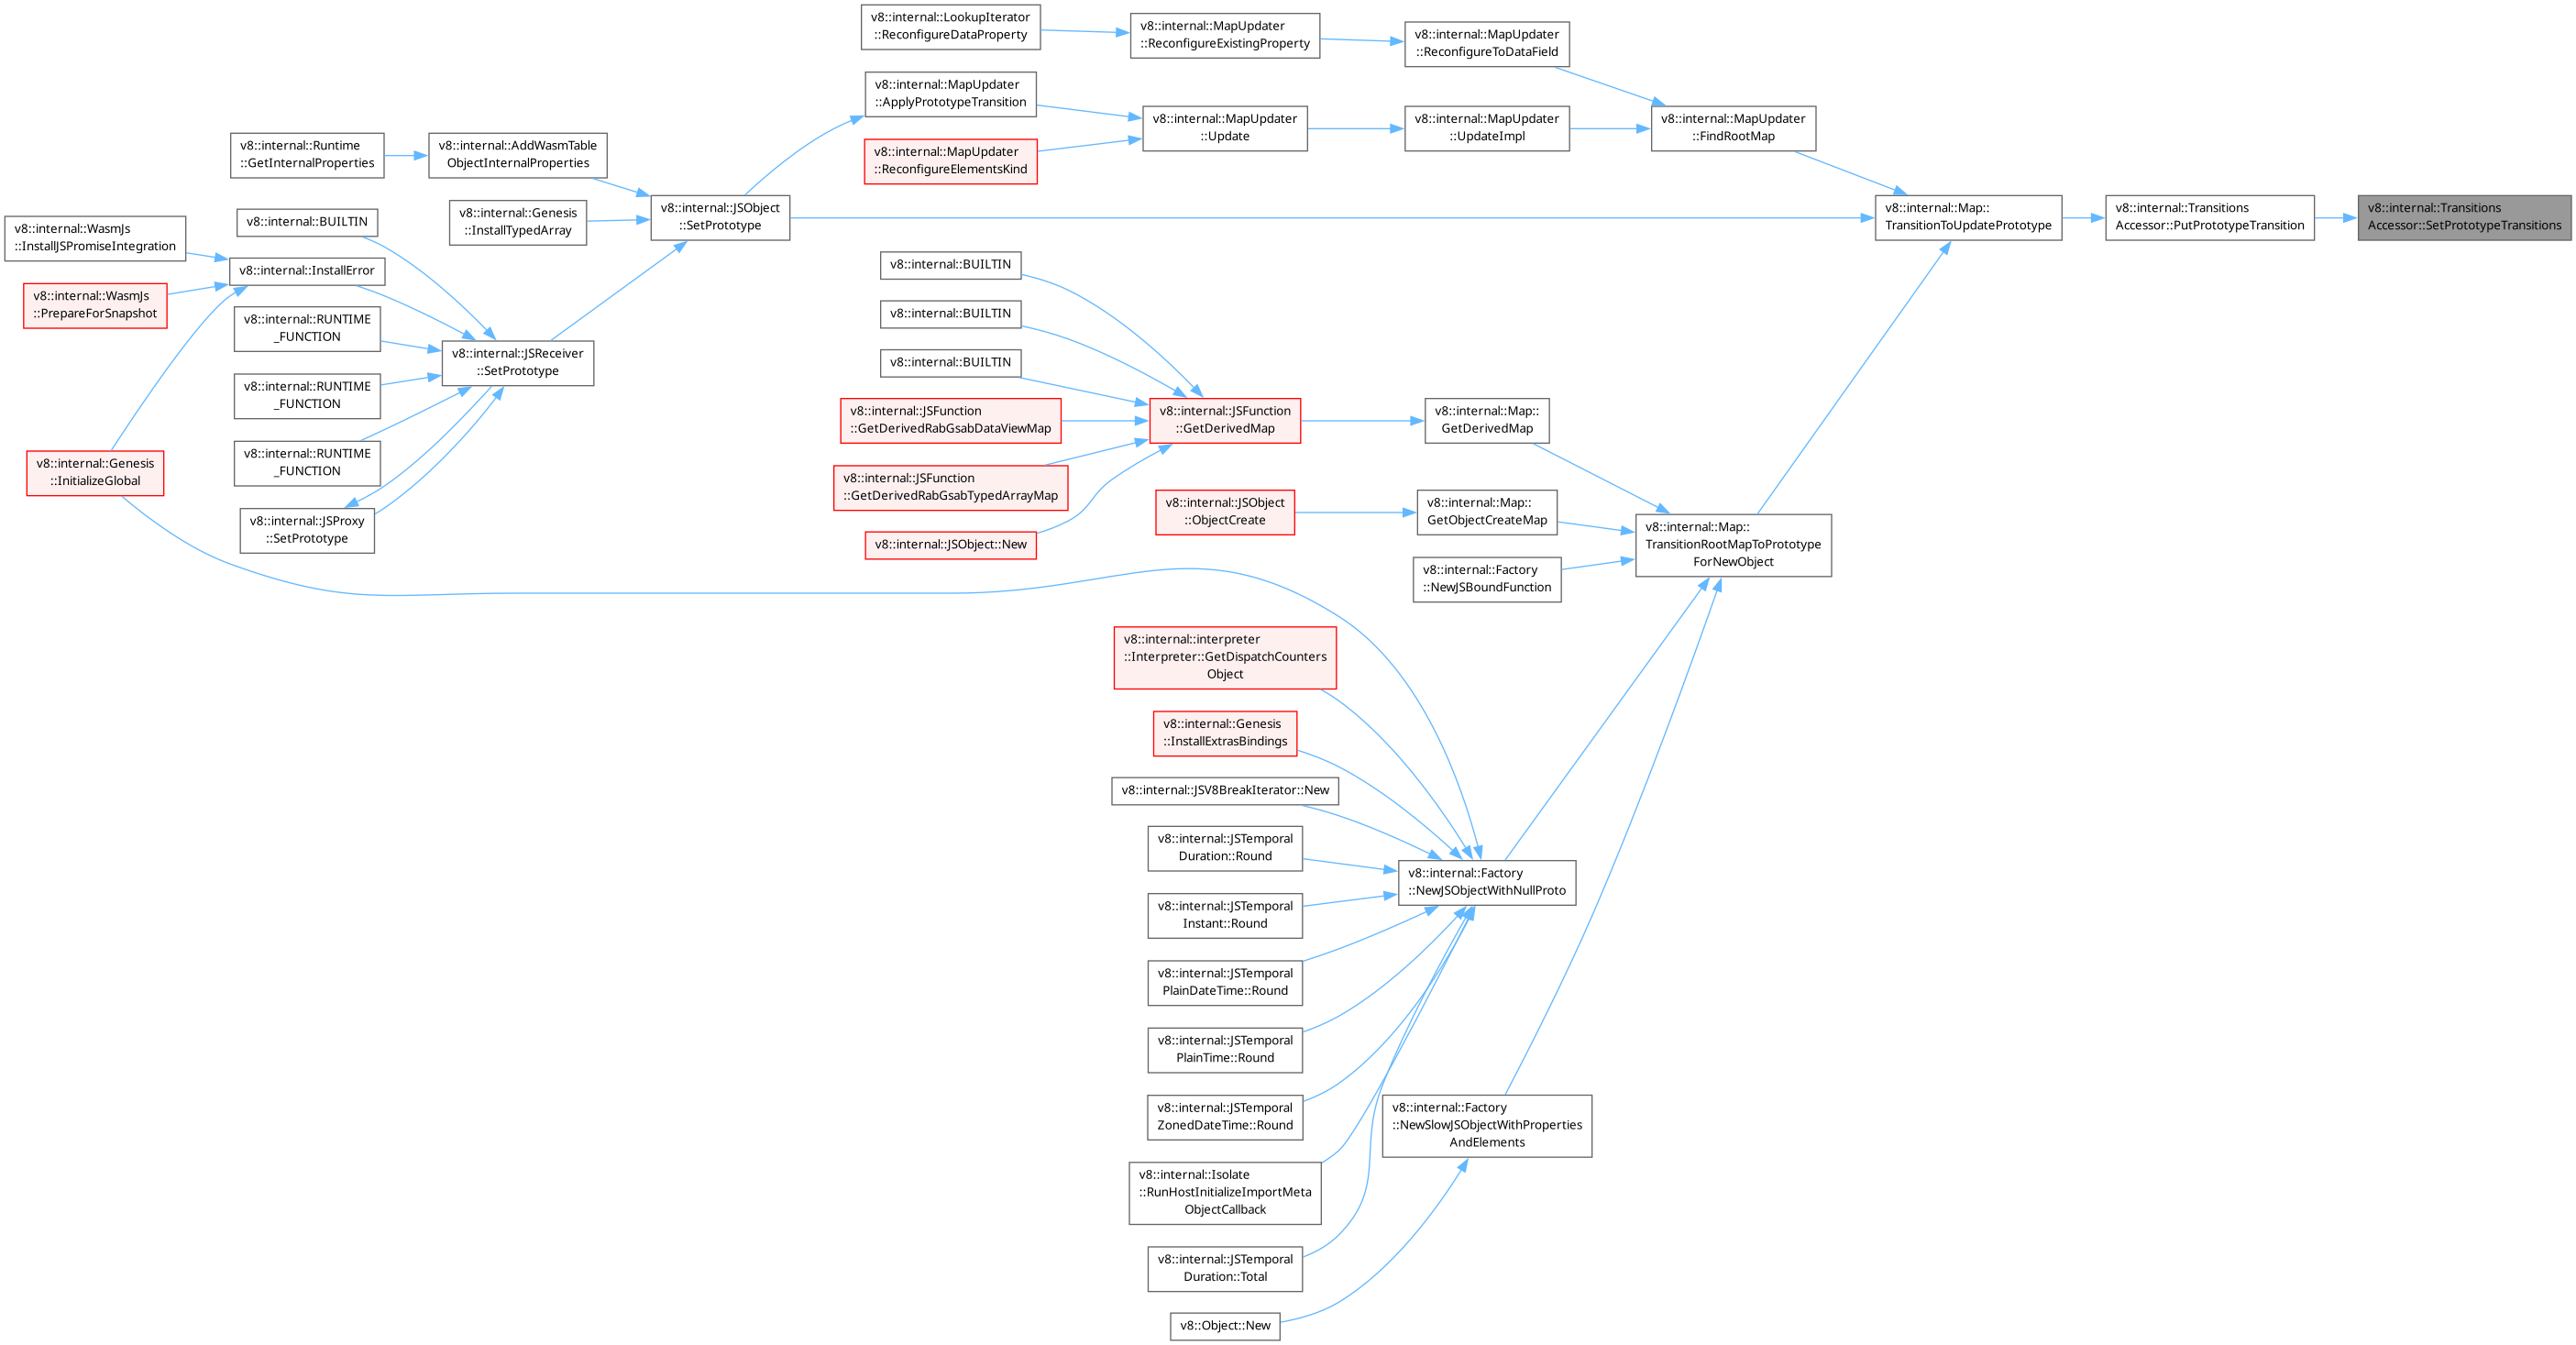 v8::internal::LookupIterator
::ReconfigureDataProperty
v8::internal::MapUpdater
::ReconfigureExistingProperty
v8::internal::MapUpdater
::ReconfigureToDataField
v8::internal::MapUpdater
::ApplyPrototypeTransition
v8::internal::MapUpdater
::Update
v8::internal::MapUpdater
::UpdateImpl
v8::internal::MapUpdater
::FindRootMap
v8::internal::Runtime
::GetInternalProperties
v8::internal::AddWasmTable
ObjectInternalProperties
v8::internal::MapUpdater
::ReconfigureElementsKind
v8::internal::Genesis
::InstallTypedArray
v8::internal::JSObject
::SetPrototype
v8::internal::Map::
TransitionToUpdatePrototype
v8::internal::Transitions
Accessor::PutPrototypeTransition
v8::internal::Transitions
Accessor::SetPrototypeTransitions
v8::internal::WasmJs
::InstallJSPromiseIntegration
v8::internal::BUILTIN
v8::internal::InstallError
v8::internal::WasmJs
::PrepareForSnapshot
v8::internal::RUNTIME
_FUNCTION
v8::internal::JSReceiver
::SetPrototype
v8::internal::RUNTIME
_FUNCTION
v8::internal::RUNTIME
_FUNCTION
v8::internal::Genesis
::InitializeGlobal
v8::internal::JSProxy
::SetPrototype
v8::internal::BUILTIN
v8::internal::BUILTIN
v8::internal::BUILTIN
v8::internal::JSFunction
::GetDerivedRabGsabDataViewMap
v8::internal::JSFunction
::GetDerivedMap
v8::internal::Map::
GetDerivedMap
v8::internal::JSFunction
::GetDerivedRabGsabTypedArrayMap
v8::internal::JSObject::New
v8::internal::JSObject
::ObjectCreate
v8::internal::Map::
GetObjectCreateMap
v8::internal::Map::
TransitionRootMapToPrototype
ForNewObject
v8::internal::Factory
::NewJSBoundFunction
v8::internal::interpreter
::Interpreter::GetDispatchCounters
Object
v8::internal::Genesis
::InstallExtrasBindings
v8::internal::JSV8BreakIterator::New
v8::internal::JSTemporal
Duration::Round
v8::internal::Factory
::NewJSObjectWithNullProto
v8::internal::JSTemporal
Instant::Round
v8::internal::JSTemporal
PlainDateTime::Round
v8::internal::JSTemporal
PlainTime::Round
v8::internal::JSTemporal
ZonedDateTime::Round
v8::internal::Factory
::NewSlowJSObjectWithProperties
AndElements
v8::internal::Isolate
::RunHostInitializeImportMeta
ObjectCallback
v8::internal::JSTemporal
Duration::Total
v8::Object::New